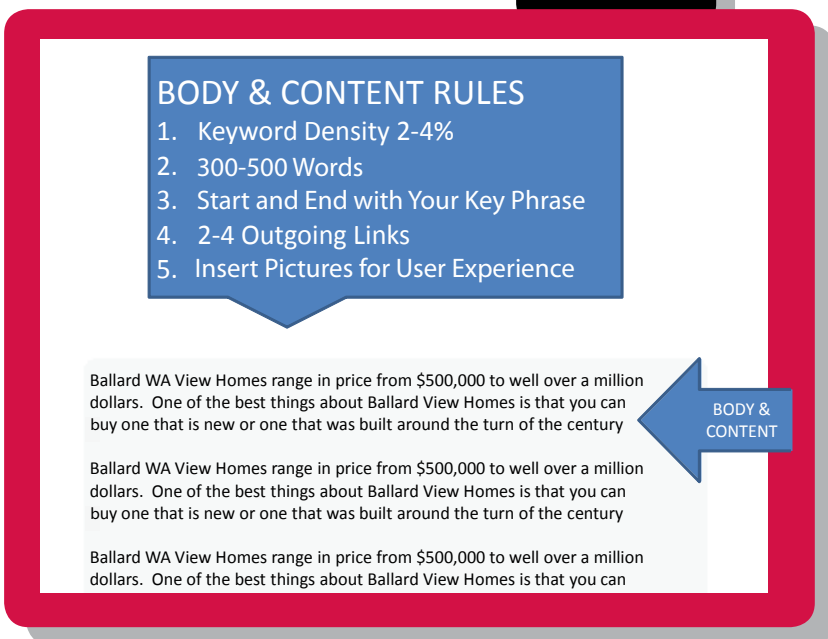 BODY & CONTENT RULES
1. Keyword Density 2-4%
2. 300-500 Words
3. Start and End with Your Key Phrase
4. 2-4 Outgoing Links
5. Insert Pictures for User Experience
Ballard WA View Homes range in price from $500,000 to well over a million
dollars. One of the best things about Ballard View Homes is that you can
buy one that is new or one that was built around the turn of the century
BODY &
CONTENT
Ballard WA View Homes range in price from $500,000 to well over a million
dollars. One of the best things about Ballard View Homes is that you can
buy one that is new or one that was built around the turn of the century
Ballard WA View Homes range in price from $500,000 to well over a million
dollars. One of the best things about Ballard View Homes is that you can